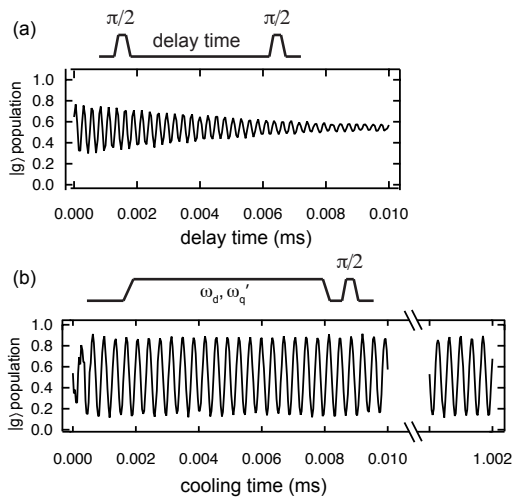 (a)
π/2 π/2
delay time
|g⟩ population
1.0
0.8
0.6
0.4
0.2
0.0
0.000 0.002 0.004 0.006 0.008 0.010
delay time (ms)
(b)
π/2
ω_d, ω_q′
|g⟩ population
1.0
0.8
0.6
0.4
0.2
0.0
0.000 0.002 0.004 0.006 0.008 0.010 1.002
cooling time (ms)